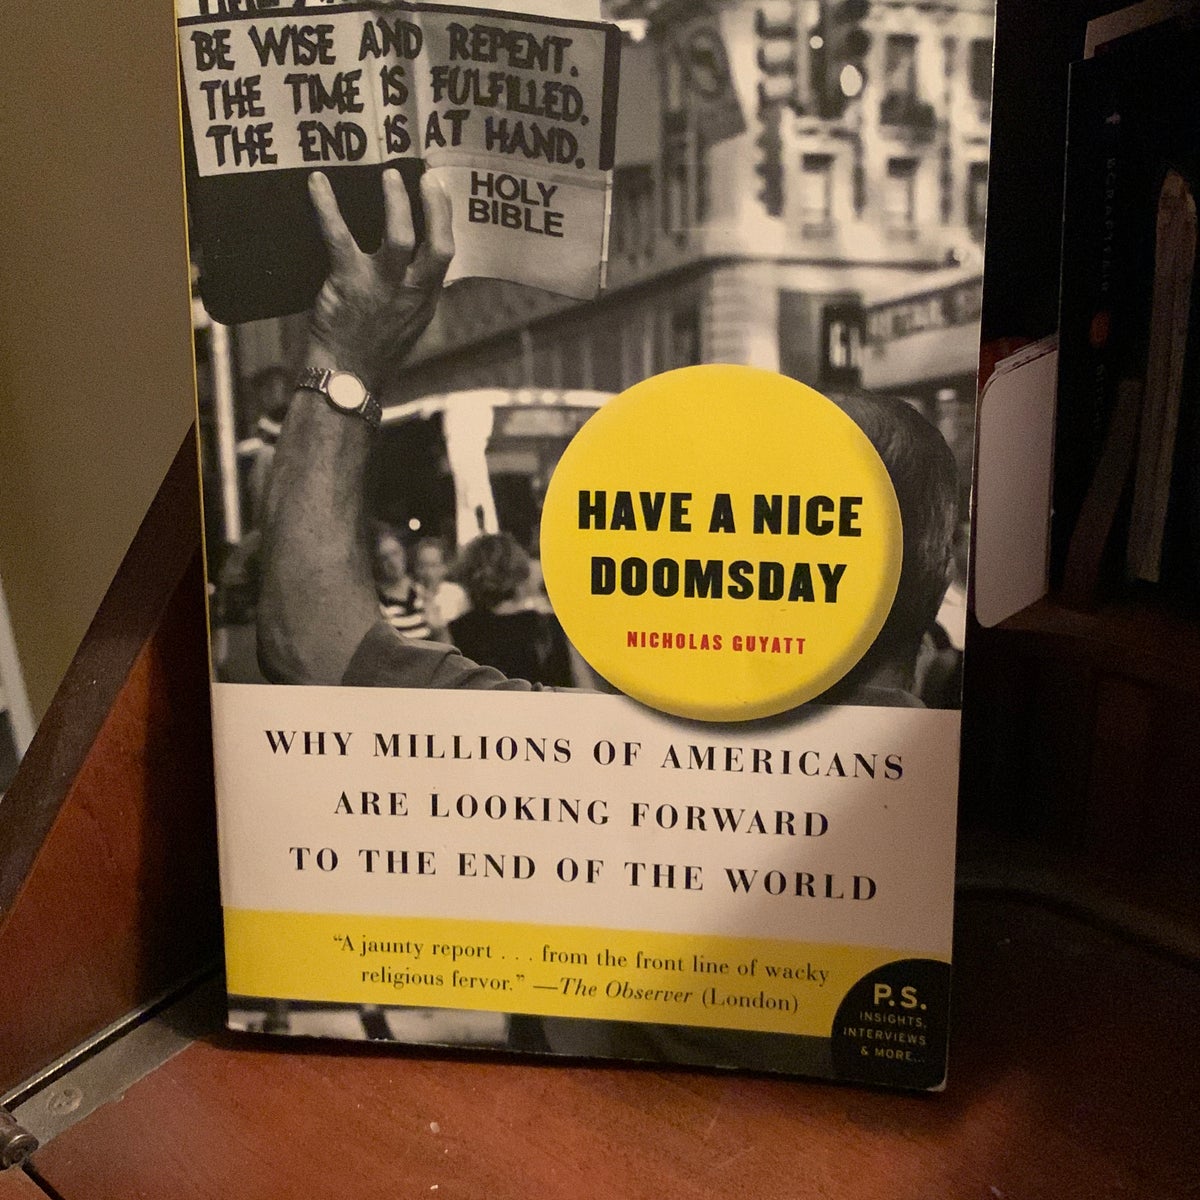 BE WISE AND REPENT.
THE TIME IS FULFILLED.
THE END IS AT HAND.
HOLY
BIBLE
HAVE A NICE
DOOMSDAY
NICHOLAS GUYATT
WHY MILLIONS OF AMERICANS
ARE LOOKING FORWARD
TO THE END OF THE WORLD
“A jaunty report . . . from the front line of wacky
religious fervor.” —The Observer (London)
P.S.
INSIGHTS,
INTERVIEWS
& MORE...